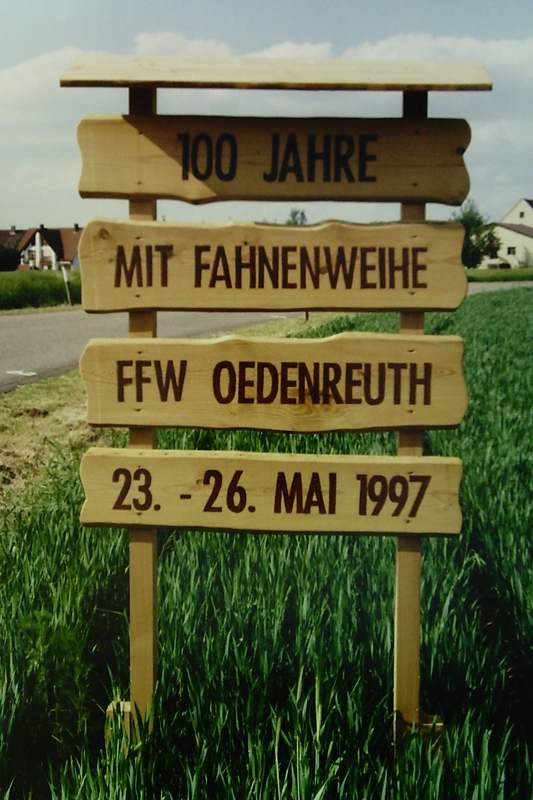 100 JAHRE
MIT FAHNENWEIHE
FFW OEDENREUTH
23. - 26. MAI 1997